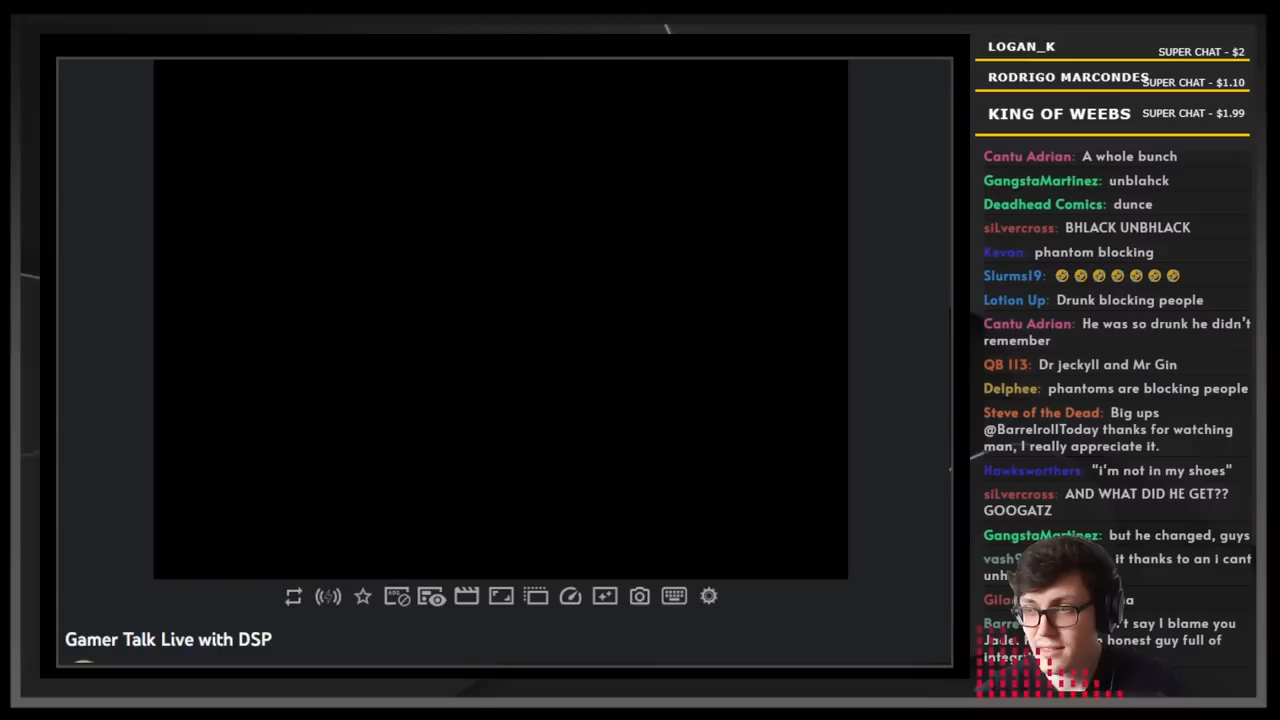 LOGAN_K SUPER CHAT - $2
RODRIGO MARCONDES SUPER CHAT - $1.10
KING OF WEEBS SUPER CHAT - $1.99
Cantu Adrian: A whole bunch
GangstaMartinez: unblahck
Deadhead Comics: dunce
siLvercross: BHLACK UNBHLACK
Kevan: phantom blocking
Slurms19: 🤣 🤣 🤣 🤣 🤣 🤣 🤣
Lotion Up: Drunk blocking people
Cantu Adrian: He was so drunk he didn't
remember
QB 113: Dr jeckyll and Mr Gin
Delphee: phantoms are blocking people
Steve of the Dead: Big ups
@BarrelrollToday thanks for watching
man, I really appreciate it.
Hawksworthers: "i'm not in my shoes"
siLvercross: AND WHAT DID HE GET??
GOOGATZ
GangstaMartinez: but he changed, guys
it thanks to an i cant
say I blame you
Jade. honest guy full of
Gamer Talk Live with DSP